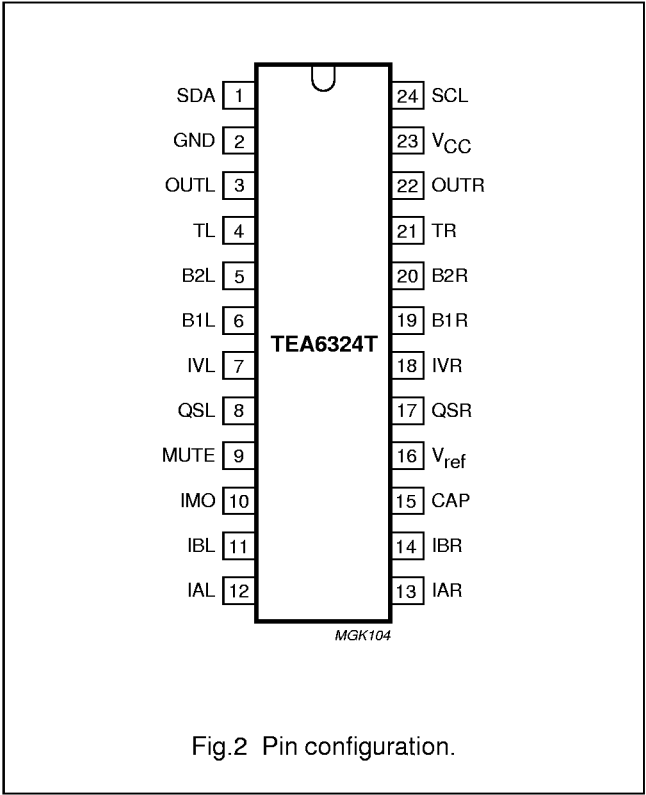 SDA 1 24 SCL
GND 2 23 VCC
OUTL 3 22 OUTR
TL 4 21 TR
B2L 5 20 B2R
B1L 6 19 B1R
TEA6324T
IVL 7 18 IVR
QSL 8 17 QSR
MUTE 9 16 Vref
IMO 10 15 CAP
IBL 11 14 IBR
IAL 12 13 IAR
MGK104
Fig.2 Pin configuration.